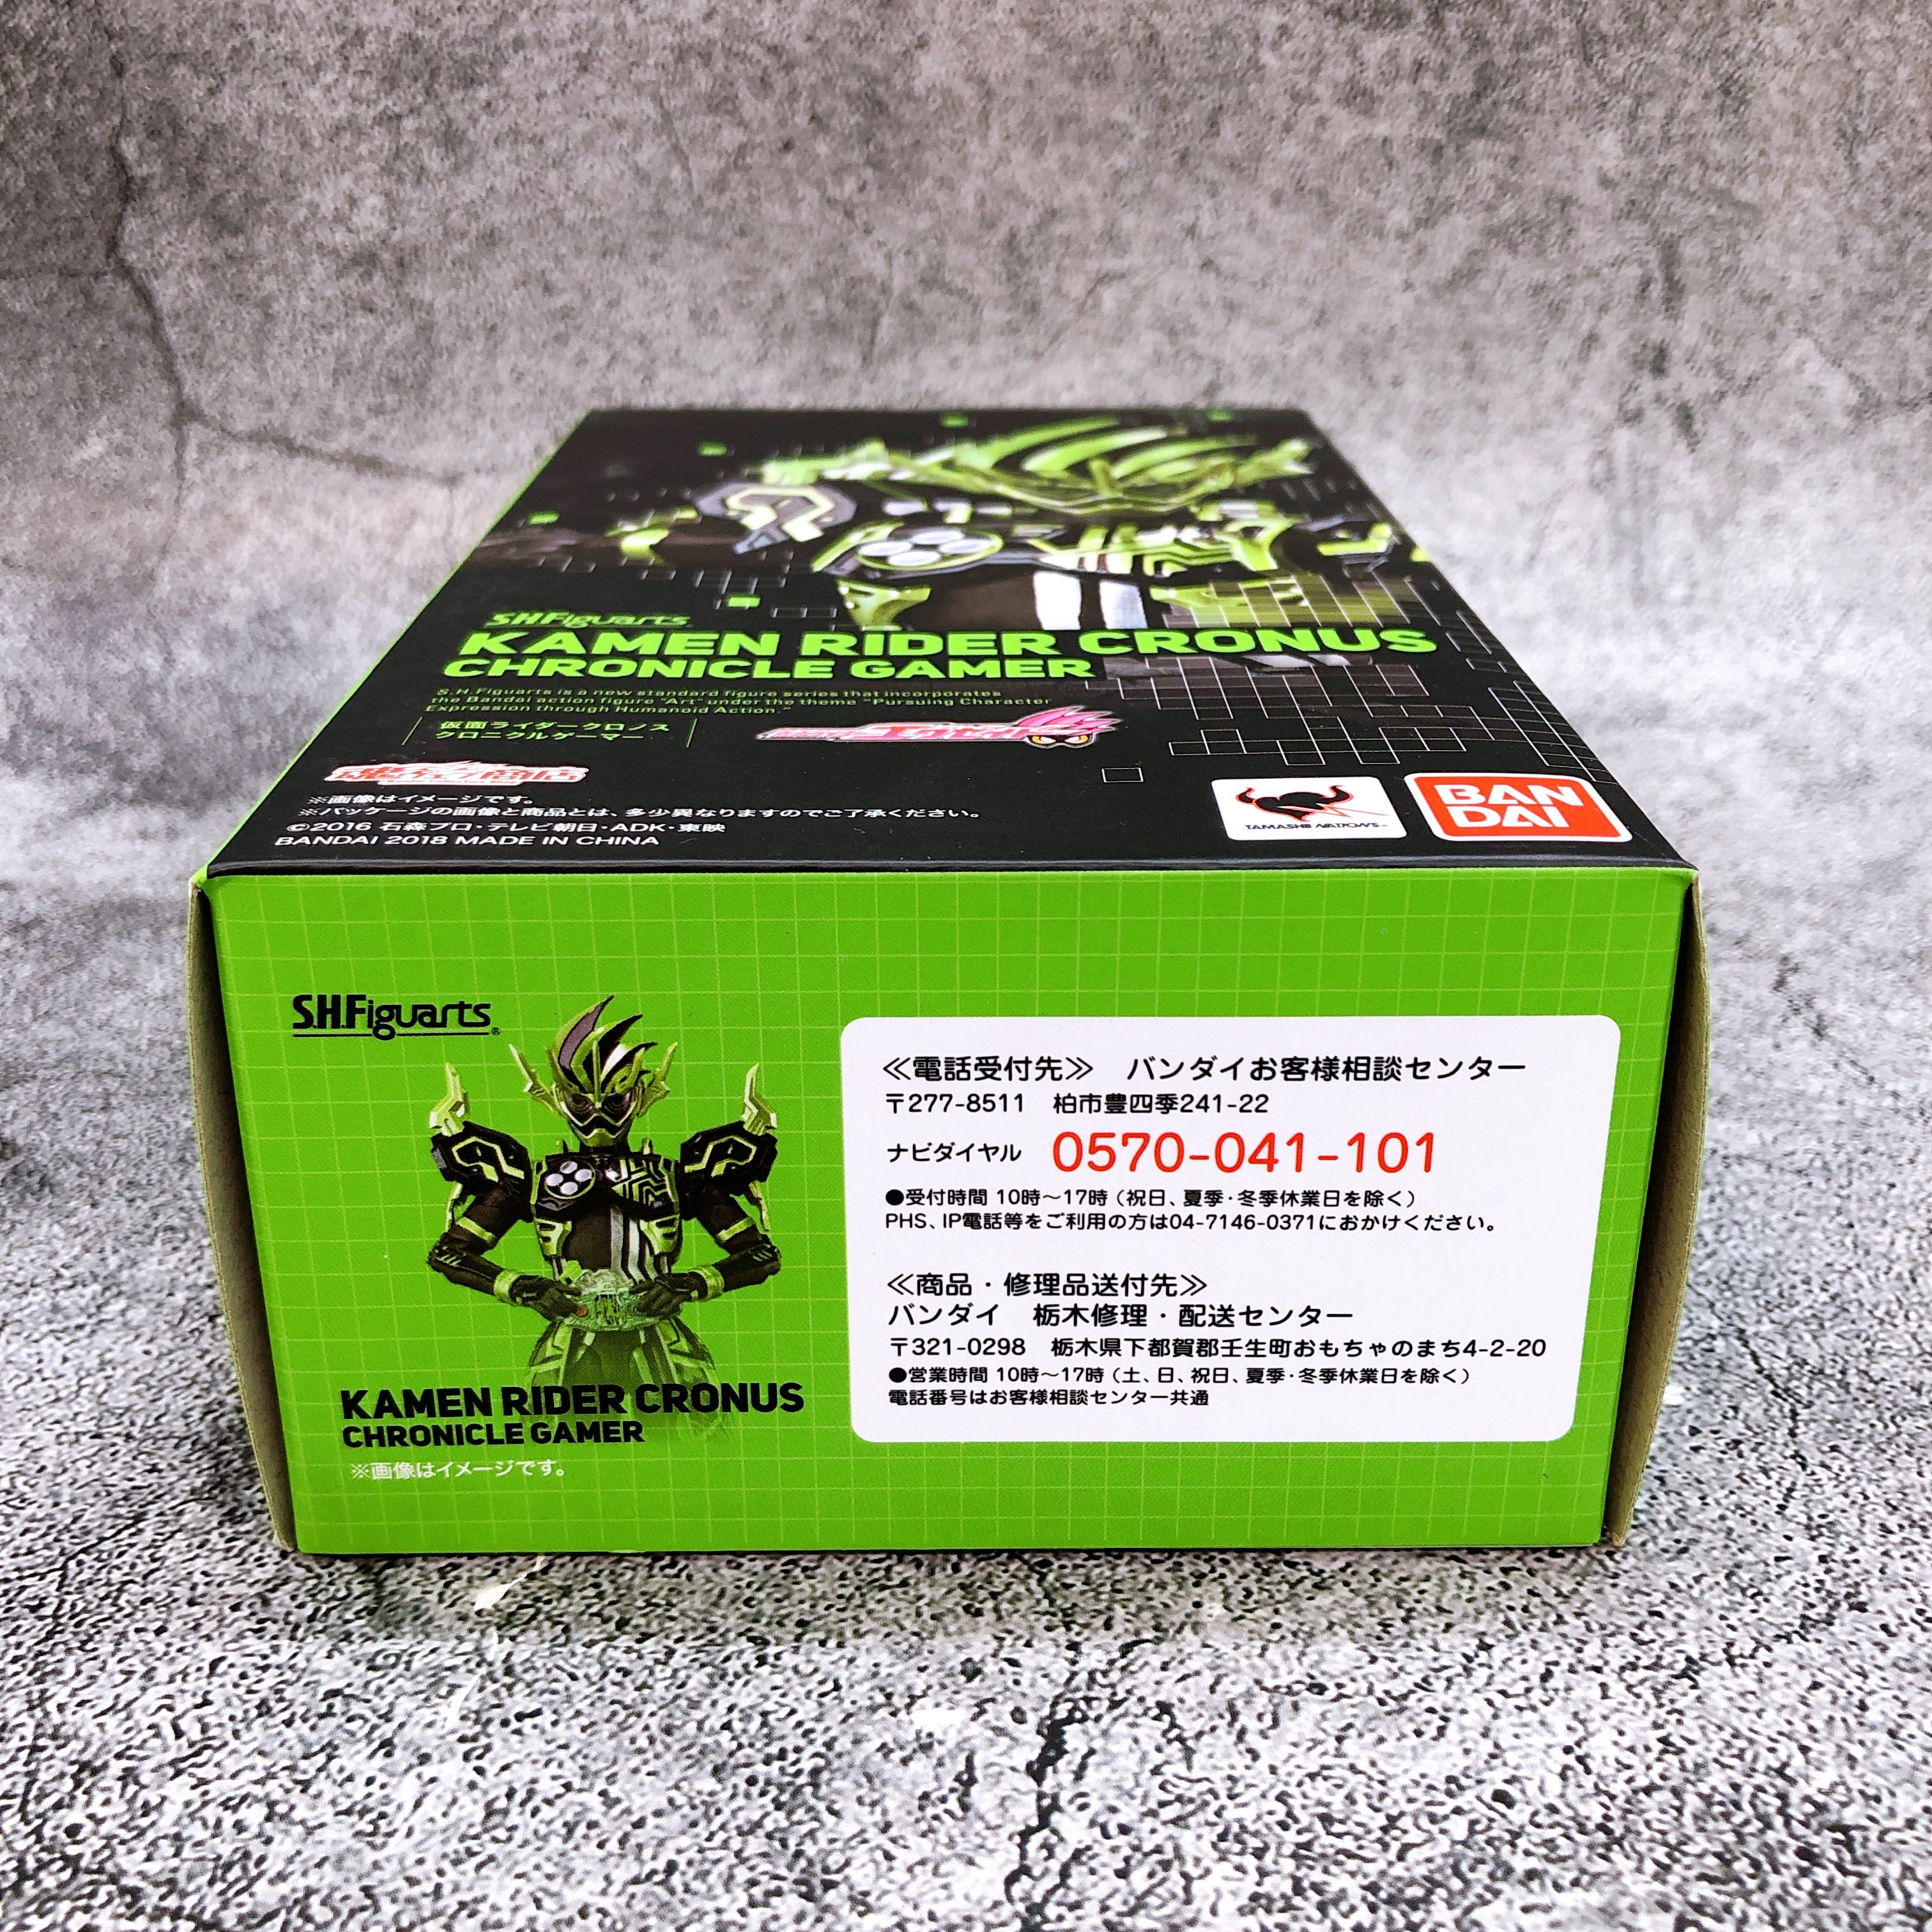 S.H.Figuarts
KAMEN RIDER CRONUS
CHRONICLE GAMER
S.H.Figuarts is a new standard figure series that incorporates
the Bandai action figure "Art" under the theme "Pursuing Character
Expression through Humanoid Action."
仮面ライダークロノス
クロニクルゲーマー
魂ウェブ商店
※画像はイメージです。
※パッケージの画像と商品とは、多少異なりますのでご了承ください。
©2016 石森プロ・テレビ朝日・ADK・東映
BANDAI 2018 MADE IN CHINA
TAMASHII NATIONS™
BAN
DAI
S.H.Figuarts®
KAMEN RIDER CRONUS
CHRONICLE GAMER
※画像はイメージです。
≪電話受付先≫ バンダイお客様相談センター
〒277-8511 柏市豊四季241-22
ナビダイヤル 0570-041-101
●受付時間 10時〜17時（祝日、夏季・冬季休業日を除く）
PHS、IP電話等をご利用の方は04-7146-0371におかけください。
≪商品・修理品送付先≫
バンダイ 栃木修理・配送センター
〒321-0298 栃木県下都賀郡壬生町おもちゃのまち4-2-20
●営業時間 10時〜17時（土、日、祝日、夏季・冬季休業日を除く）
電話番号はお客様相談センター共通